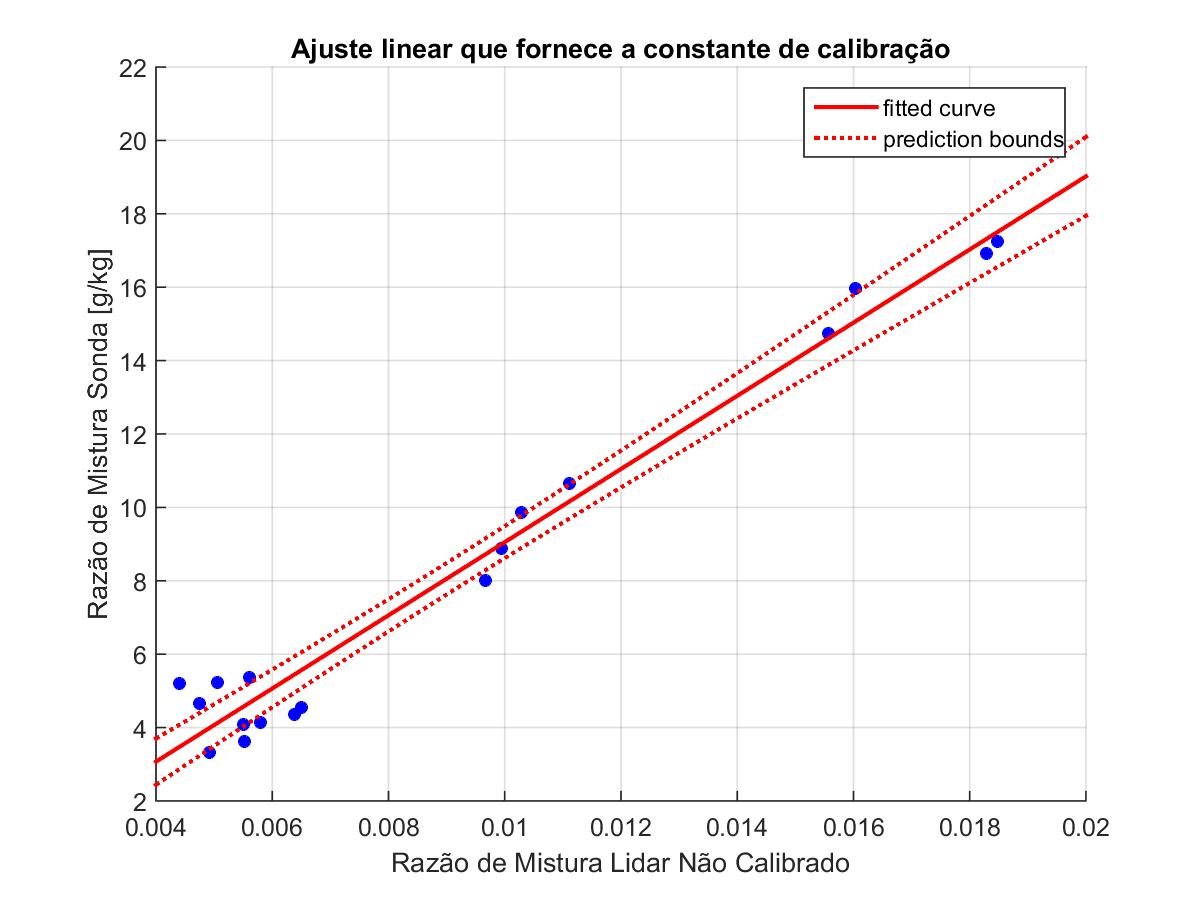 Ajuste linear que fornece a constante de calibração
fitted curve
prediction bounds
22
20
18
16
14
12
10
8
6
4
2
Razão de Mistura Sonda [g/kg]
0.004 0.006 0.008 0.01 0.012 0.014 0.016 0.018 0.02
Razão de Mistura Lidar Não Calibrado